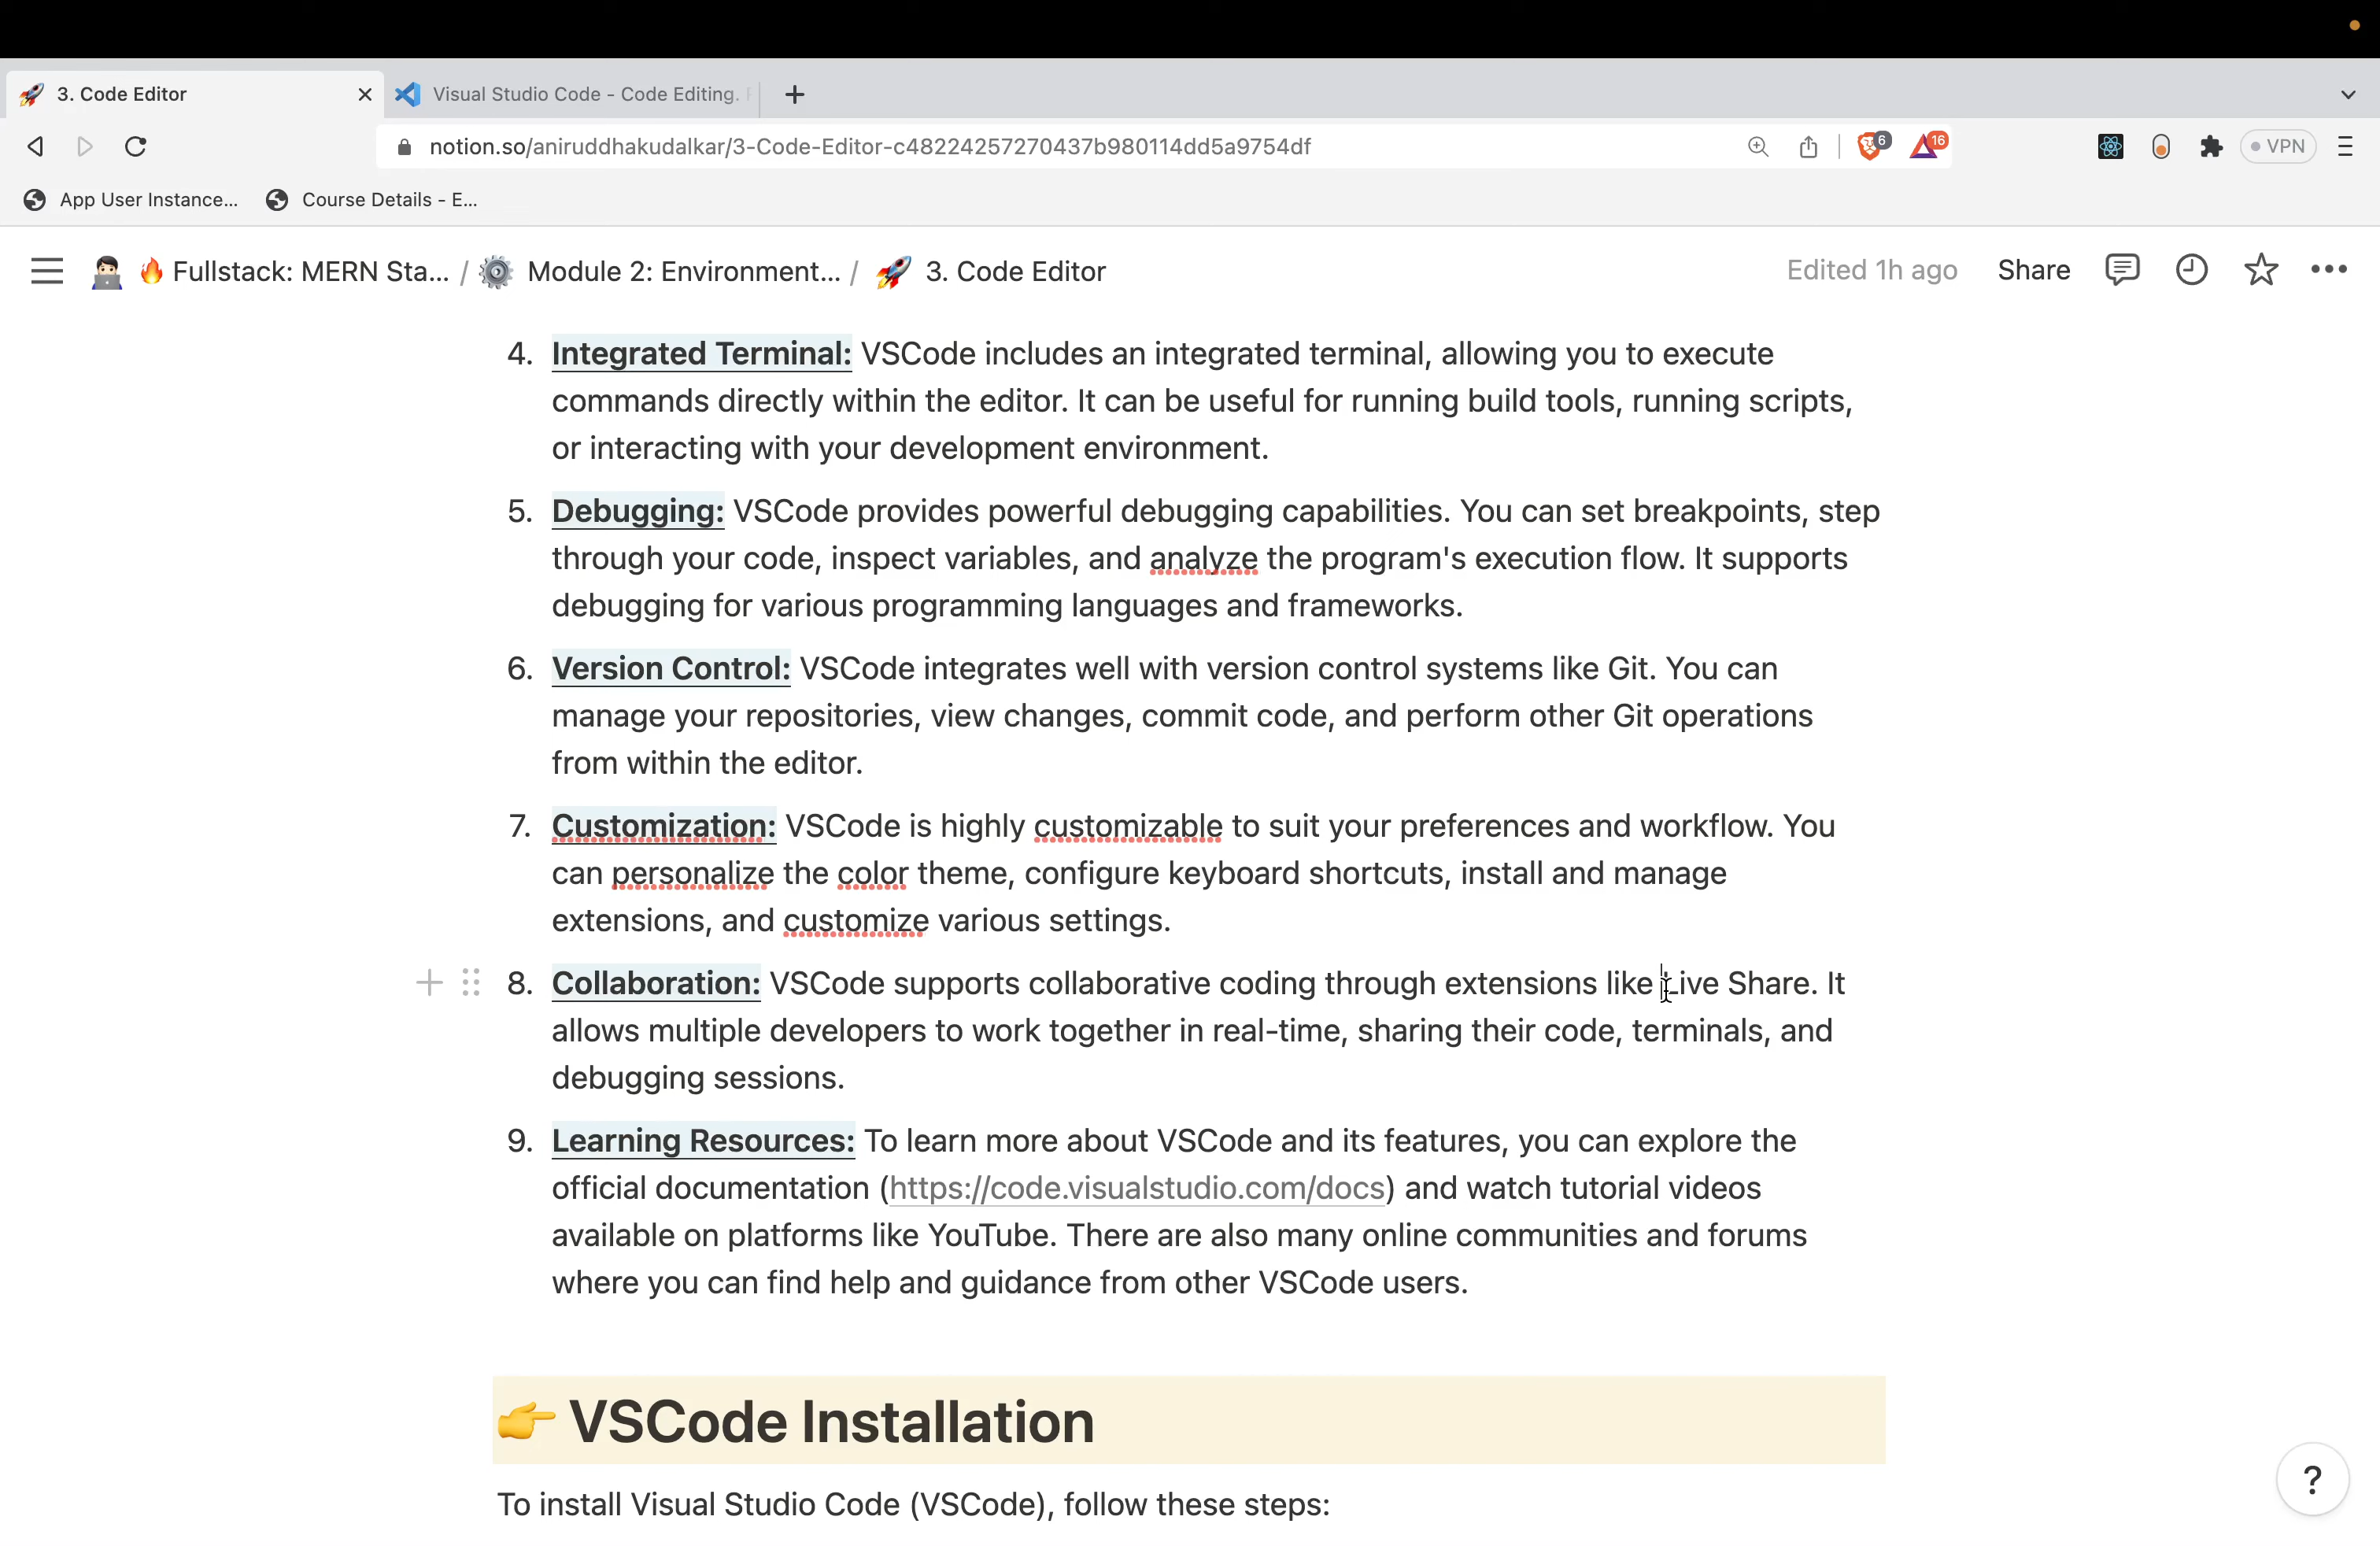 3. Code Editor
Visual Studio Code - Code Editing.
notion.so/aniruddhakudalkar/3-Code-Editor-c48224257270437b980114dd5a9754df
6
16
VPN
App User Instance...
Course Details - E...
Fullstack: MERN Sta... / Module 2: Environment... / 3. Code Editor
Edited 1h ago
Share
4. Integrated Terminal: VSCode includes an integrated terminal, allowing you to execute
commands directly within the editor. It can be useful for running build tools, running scripts,
or interacting with your development environment.
5. Debugging: VSCode provides powerful debugging capabilities. You can set breakpoints, step
through your code, inspect variables, and analyze the program's execution flow. It supports
debugging for various programming languages and frameworks.
6. Version Control: VSCode integrates well with version control systems like Git. You can
manage your repositories, view changes, commit code, and perform other Git operations
from within the editor.
7. Customization: VSCode is highly customizable to suit your preferences and workflow. You
can personalize the color theme, configure keyboard shortcuts, install and manage
extensions, and customize various settings.
8. Collaboration: VSCode supports collaborative coding through extensions like Live Share. It
allows multiple developers to work together in real-time, sharing their code, terminals, and
debugging sessions.
9. Learning Resources: To learn more about VSCode and its features, you can explore the
official documentation (https://code.visualstudio.com/docs) and watch tutorial videos
available on platforms like YouTube. There are also many online communities and forums
where you can find help and guidance from other VSCode users.
VSCode Installation
To install Visual Studio Code (VSCode), follow these steps:
?